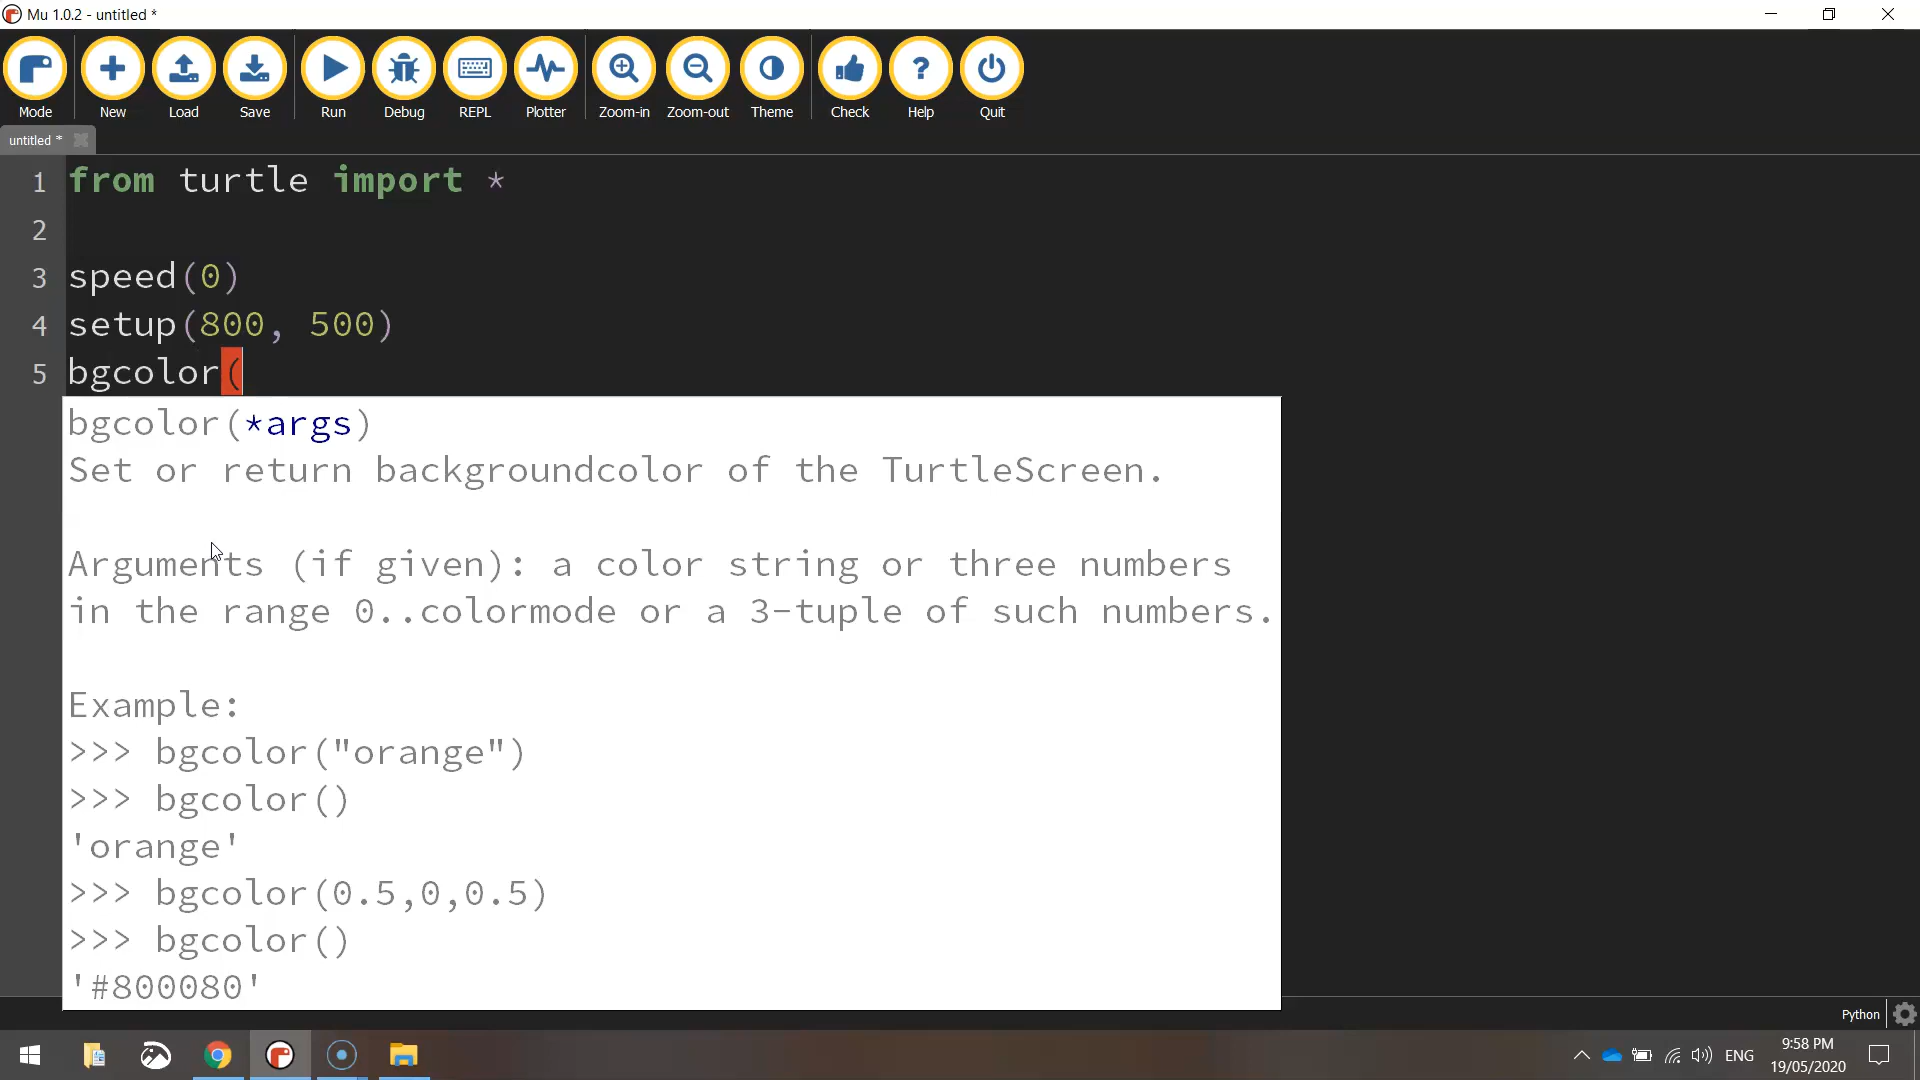 Mu 1.0.2 - untitled *
Mode New Load Save Run Debug REPL Plotter Zoom-in Zoom-out Theme Check Help Quit
untitled *
1 from turtle import *
2
3 speed(0)
4 setup(800, 500)
5 bgcolor(
bgcolor(*args)
Set or return backgroundcolor of the TurtleScreen.
Arguments (if given): a color string or three numbers
in the range 0..colormode or a 3-tuple of such numbers.
Example:
>>> bgcolor("orange")
>>> bgcolor()
'orange'
>>> bgcolor(0.5,0,0.5)
>>> bgcolor()
'#800080'
Python
ENG
9:58 PM
19/05/2020